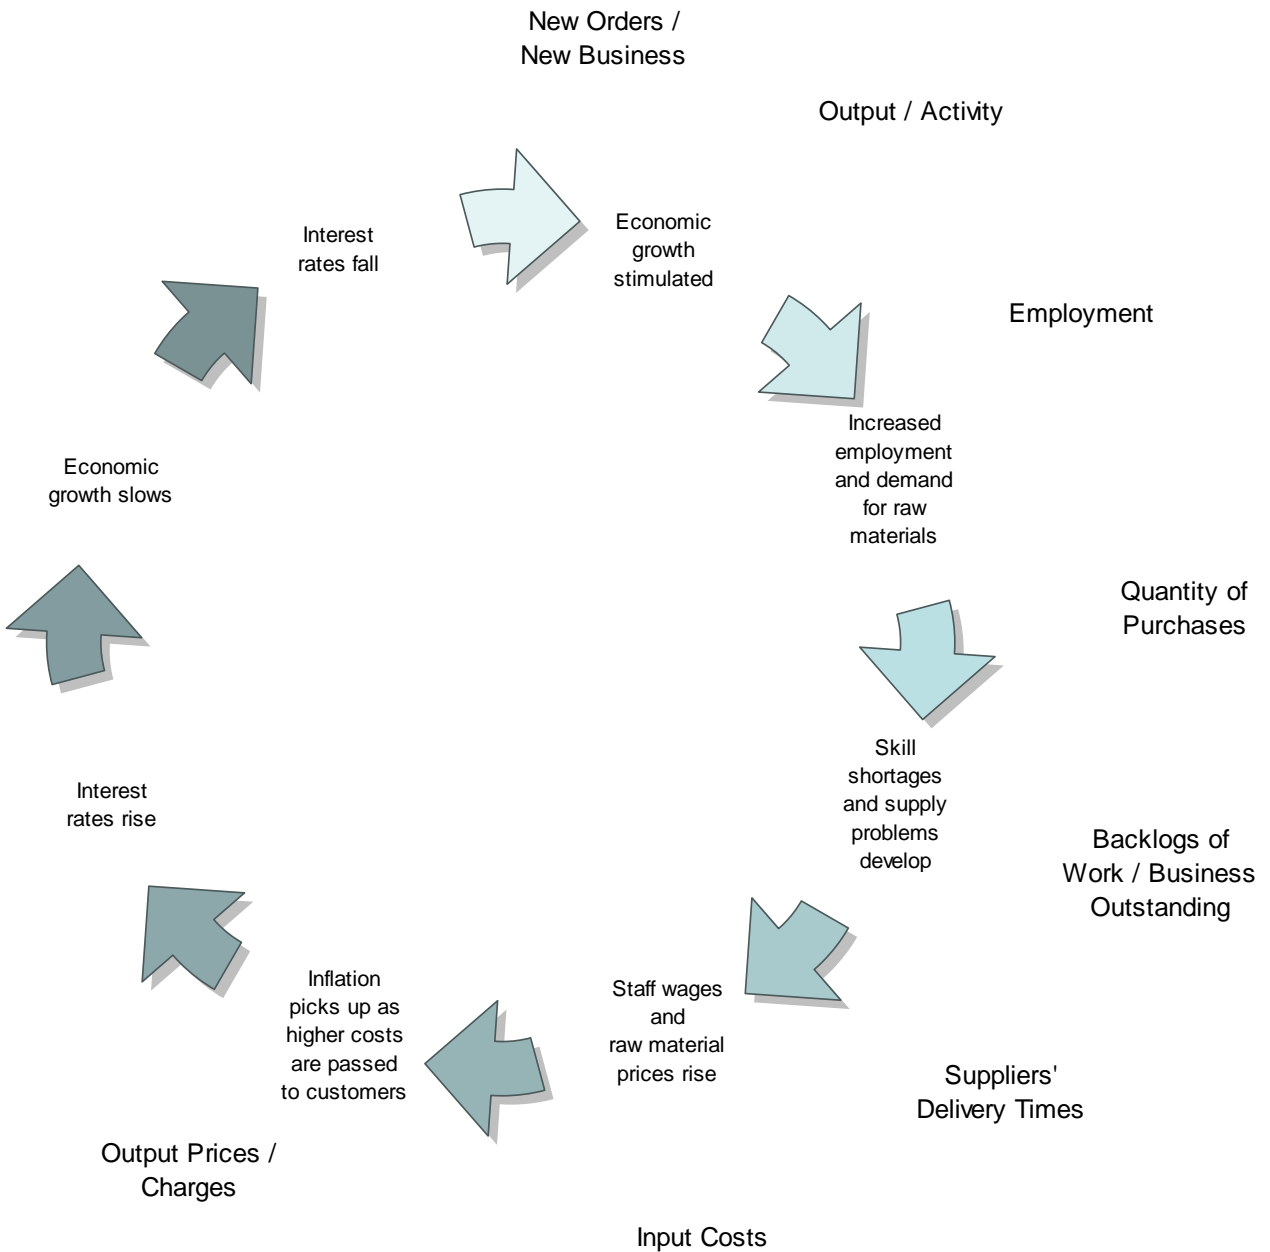 New Orders /
New Business
Output / Activity
Interest
rates fall
Economic
growth
stimulated
Employment
Increased
employment
and demand
for raw
materials
Economic
growth slows
Quantity of
Purchases
Skill
shortages
and supply
problems
develop
Interest
rates rise
Backlogs of
Work / Business
Outstanding
Inflation
picks up as
higher costs
are passed
to customers
Staff wages
and
raw material
prices rise
Suppliers'
Delivery Times
Output Prices /
Charges
Input Costs